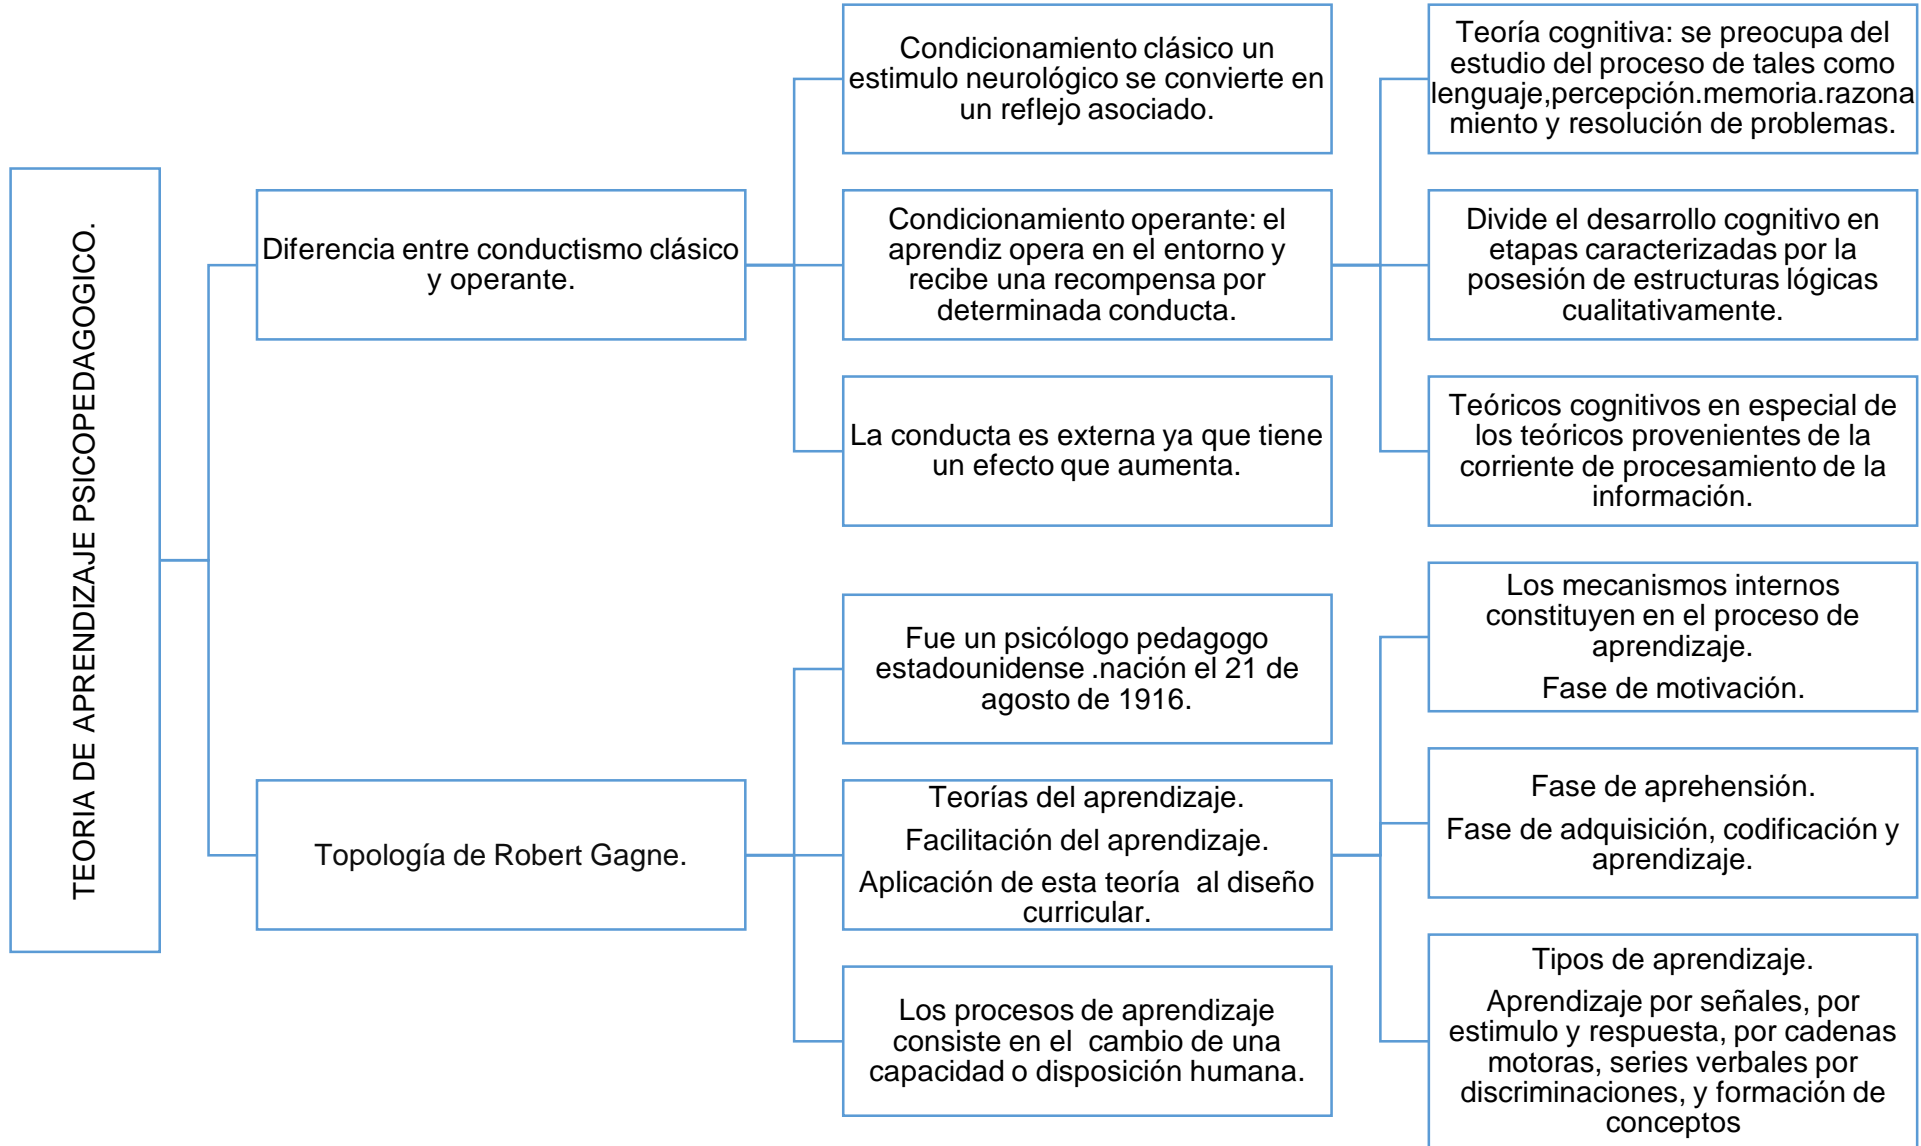 TEORIA DE APRENDIZAJE PSICOPEDAGOGICO.
Diferencia entre conductismo clásico
y operante.
Condicionamiento clásico un
estimulo neurológico se convierte en
un reflejo asociado.
Condicionamiento operante: el
aprendiz opera en el entorno y
recibe una recompensa por
determinada conducta.
La conducta es externa ya que tiene
un efecto que aumenta.
Teoría cognitiva: se preocupa del
estudio del proceso de tales como
lenguaje,percepción.memoria.razona
miento y resolución de problemas.
Divide el desarrollo cognitivo en
etapas caracterizadas por la
posesión de estructuras lógicas
cualitativamente.
Teóricos cognitivos en especial de
los teóricos provenientes de la
corriente de procesamiento de la
información.
Topología de Robert Gagne.
Fue un psicólogo pedagogo
estadounidense .nación el 21 de
agosto de 1916.
Teorías del aprendizaje.
Facilitación del aprendizaje.
Aplicación de esta teoría  al diseño
curricular.
Los procesos de aprendizaje
consiste en el  cambio de una
capacidad o disposición humana.
Los mecanismos internos
constituyen en el proceso de
aprendizaje.
Fase de motivación.
Fase de aprehensión.
Fase de adquisición, codificación y
aprendizaje.
Tipos de aprendizaje.
Aprendizaje por señales, por
estimulo y respuesta, por cadenas
motoras, series verbales por
discriminaciones, y formación de
conceptos